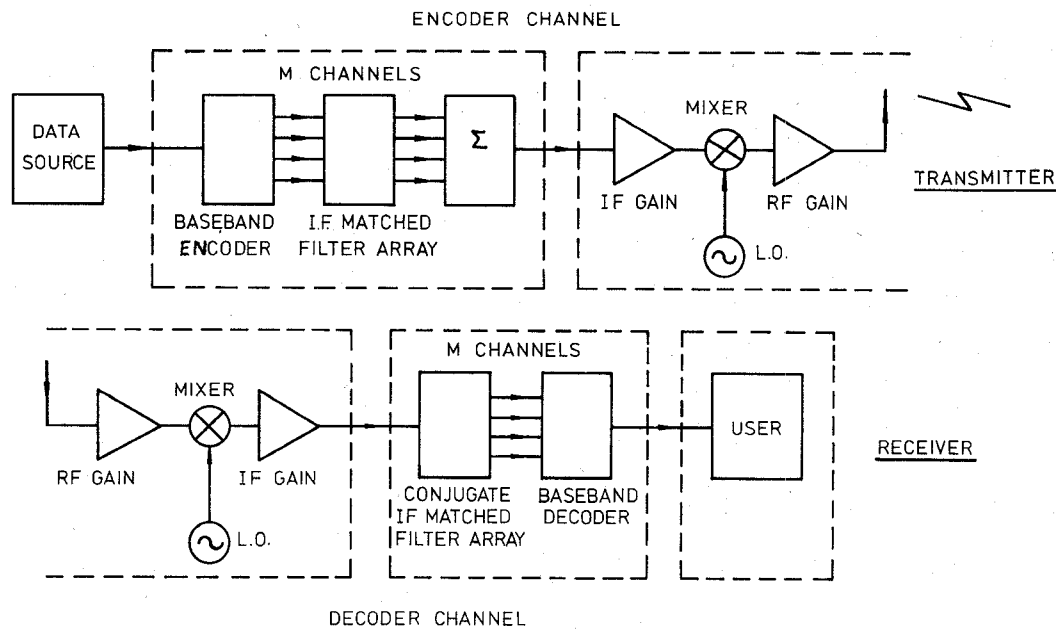 ENCODER CHANNEL
M CHANNELS
DATA
SOURCE
Σ
MIXER
BASEBAND
ENCODER
I.F. MATCHED
FILTER ARRAY
IF GAIN
RF GAIN
L.O.
TRANSMITTER
M CHANNELS
MIXER
RF GAIN
IF GAIN
L.O.
CONJUGATE
IF MATCHED
FILTER ARRAY
BASEBAND
DECODER
USER
RECEIVER
DECODER CHANNEL